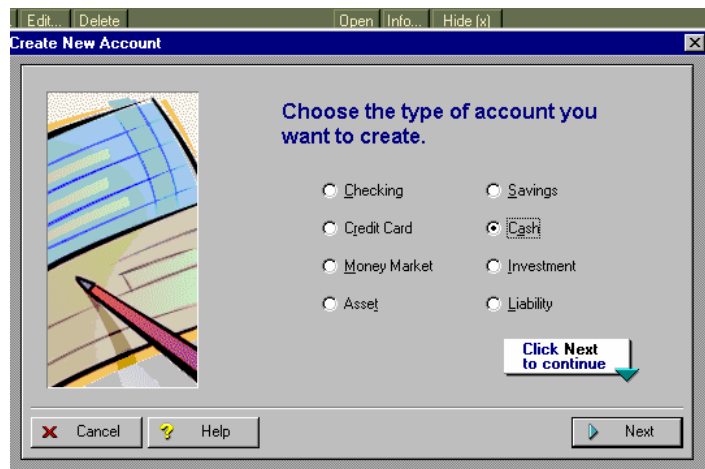 Edit... Delete Open Info... Hide (x)
Create New Account
Choose the type of account you
want to create.
Checking Savings
Credit Card Cash
Money Market Investment
Asset Liability
Click Next
to continue
Cancel Help Next